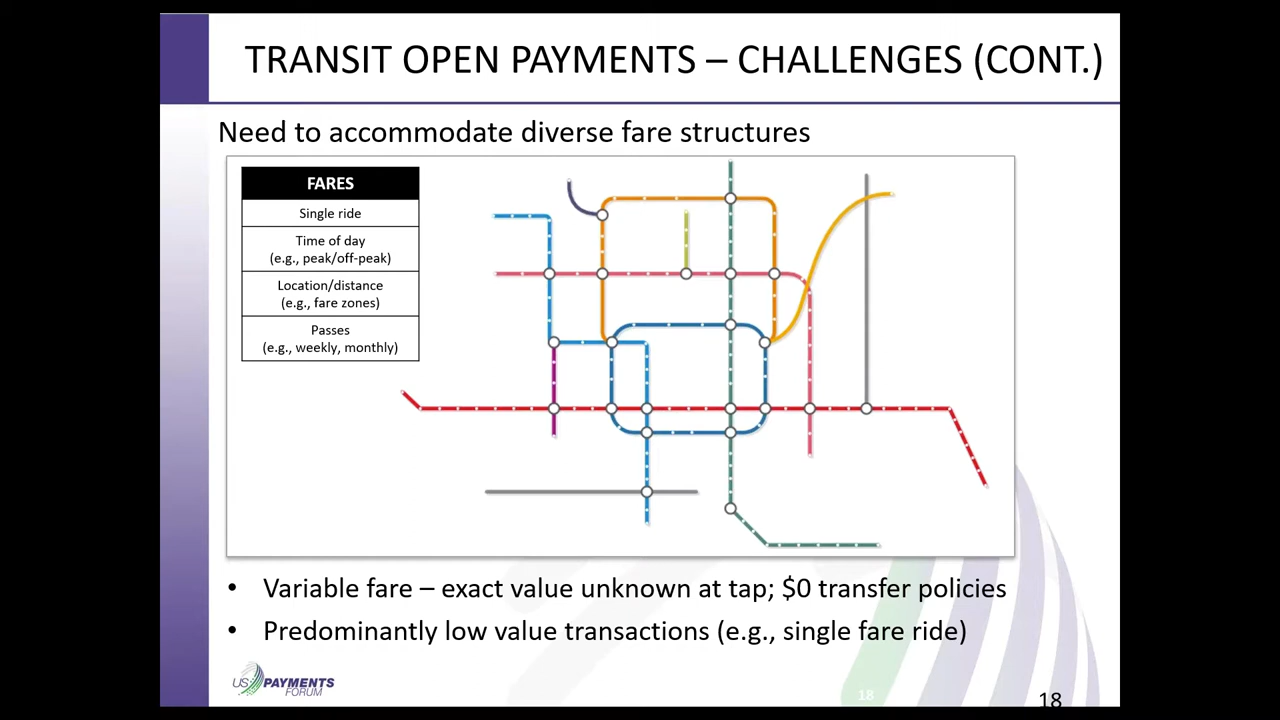 TRANSIT OPEN PAYMENTS – CHALLENGES (CONT.)
Need to accommodate diverse fare structures
FARES
Single ride
Time of day
(e.g., peak/off-peak)
Location/distance
(e.g., fare zones)
Passes
(e.g., weekly, monthly)
• Variable fare – exact value unknown at tap; $0 transfer policies
• Predominantly low value transactions (e.g., single fare ride)
US PAYMENTS
FORUM
18
18